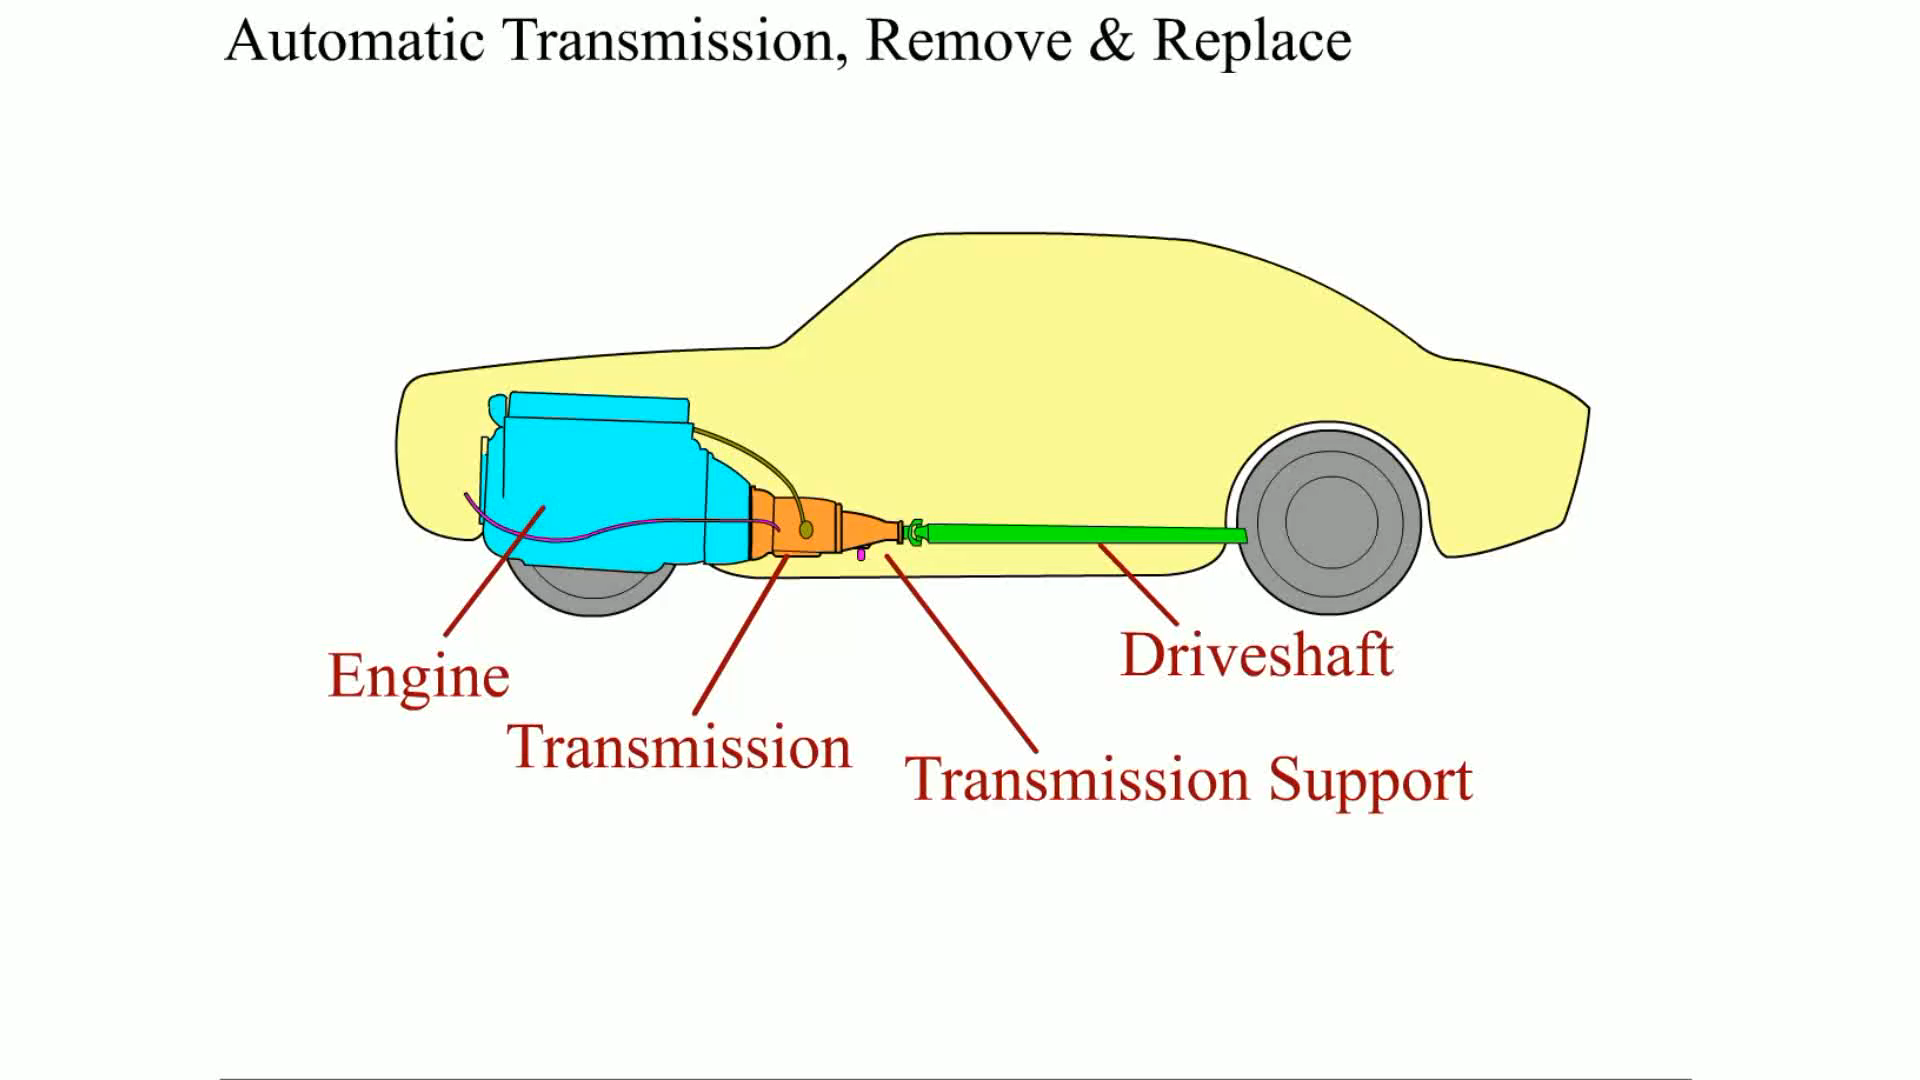 Automatic Transmission, Remove & Replace
Engine
Transmission
Transmission Support
Driveshaft